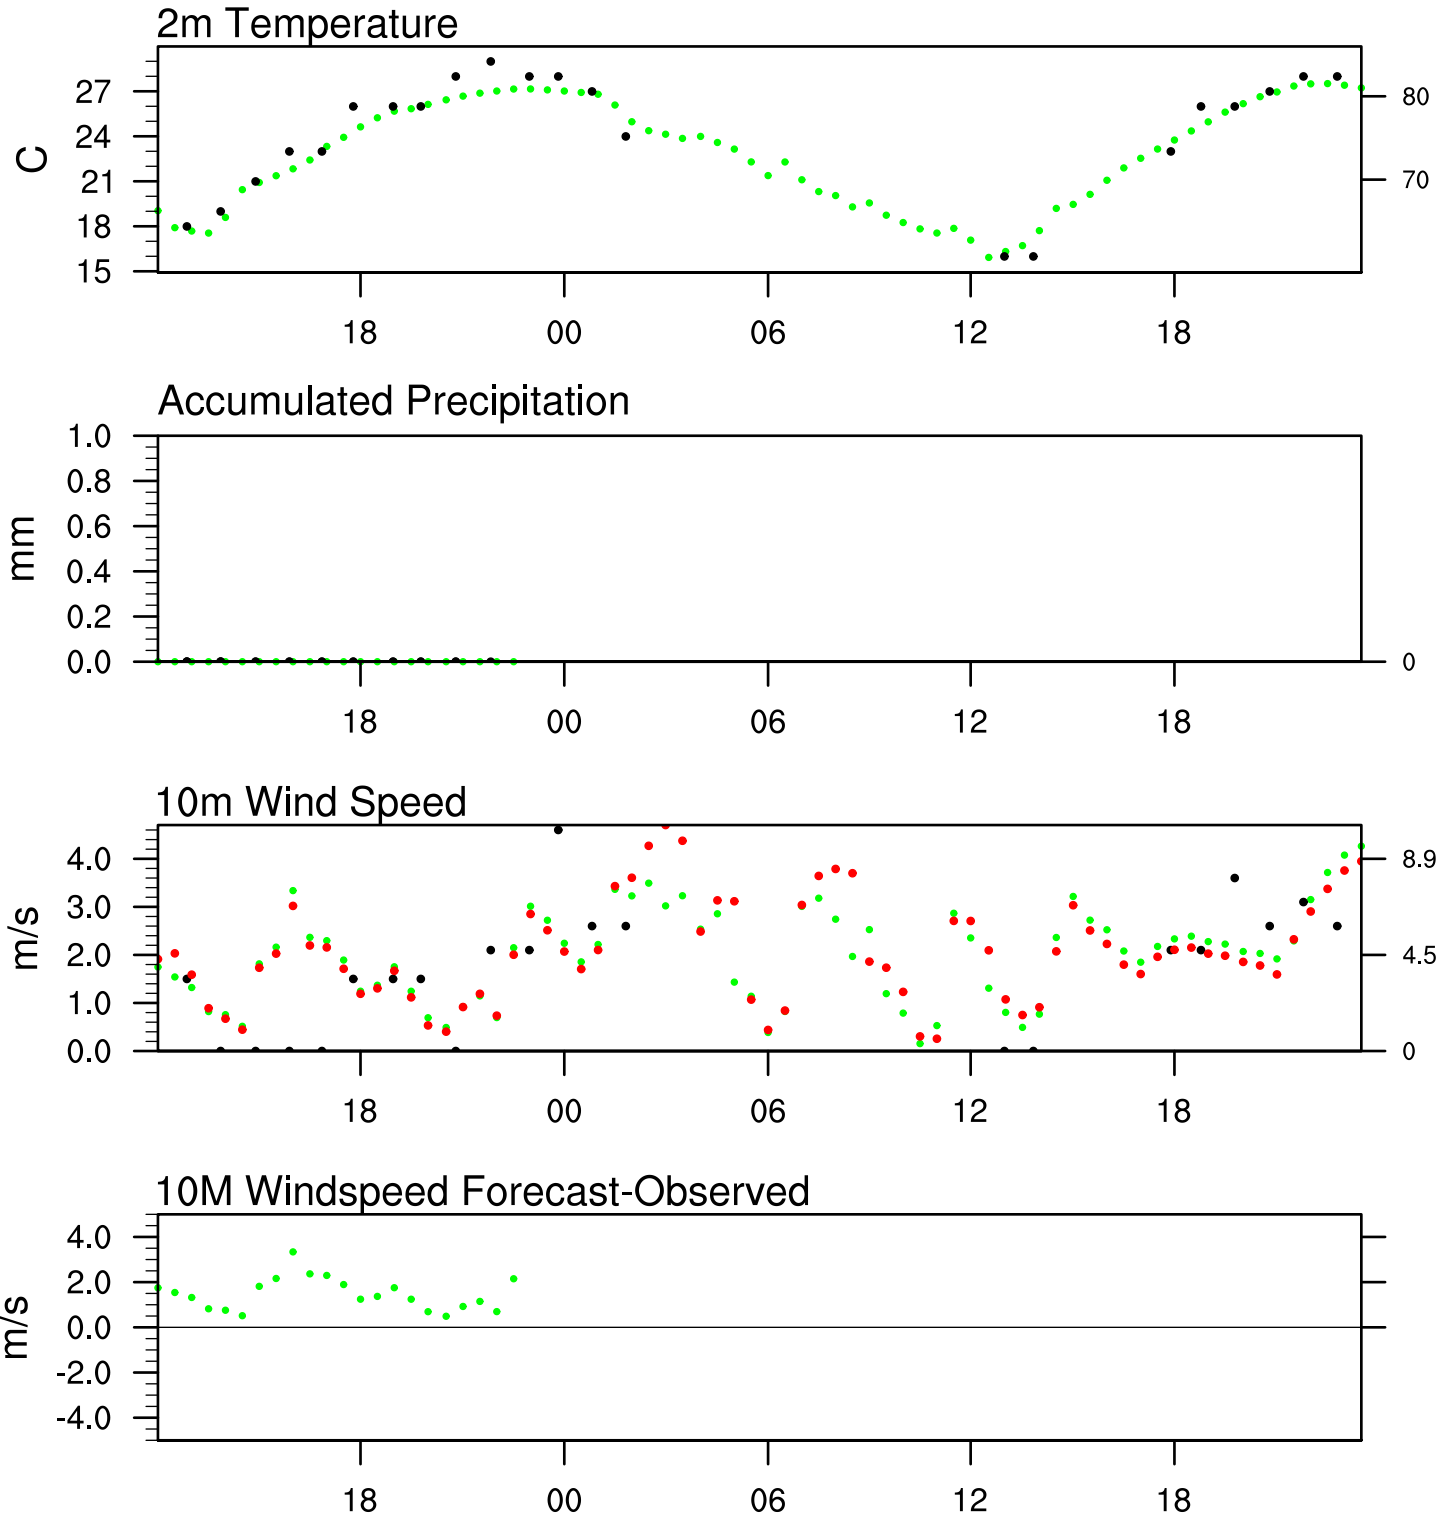 2m Temperature
27
24
21
18
15
C
80
70
18 00 06 12 18
Accumulated Precipitation
1.0
0.8
0.6
0.4
0.2
0.0
mm
0
18 00 06 12 18
10m Wind Speed
4.0
3.0
2.0
1.0
0.0
m/s
8.9
4.5
0
18 00 06 12 18
10M Windspeed Forecast-Observed
4.0
2.0
0.0
-2.0
-4.0
m/s
18 00 06 12 18